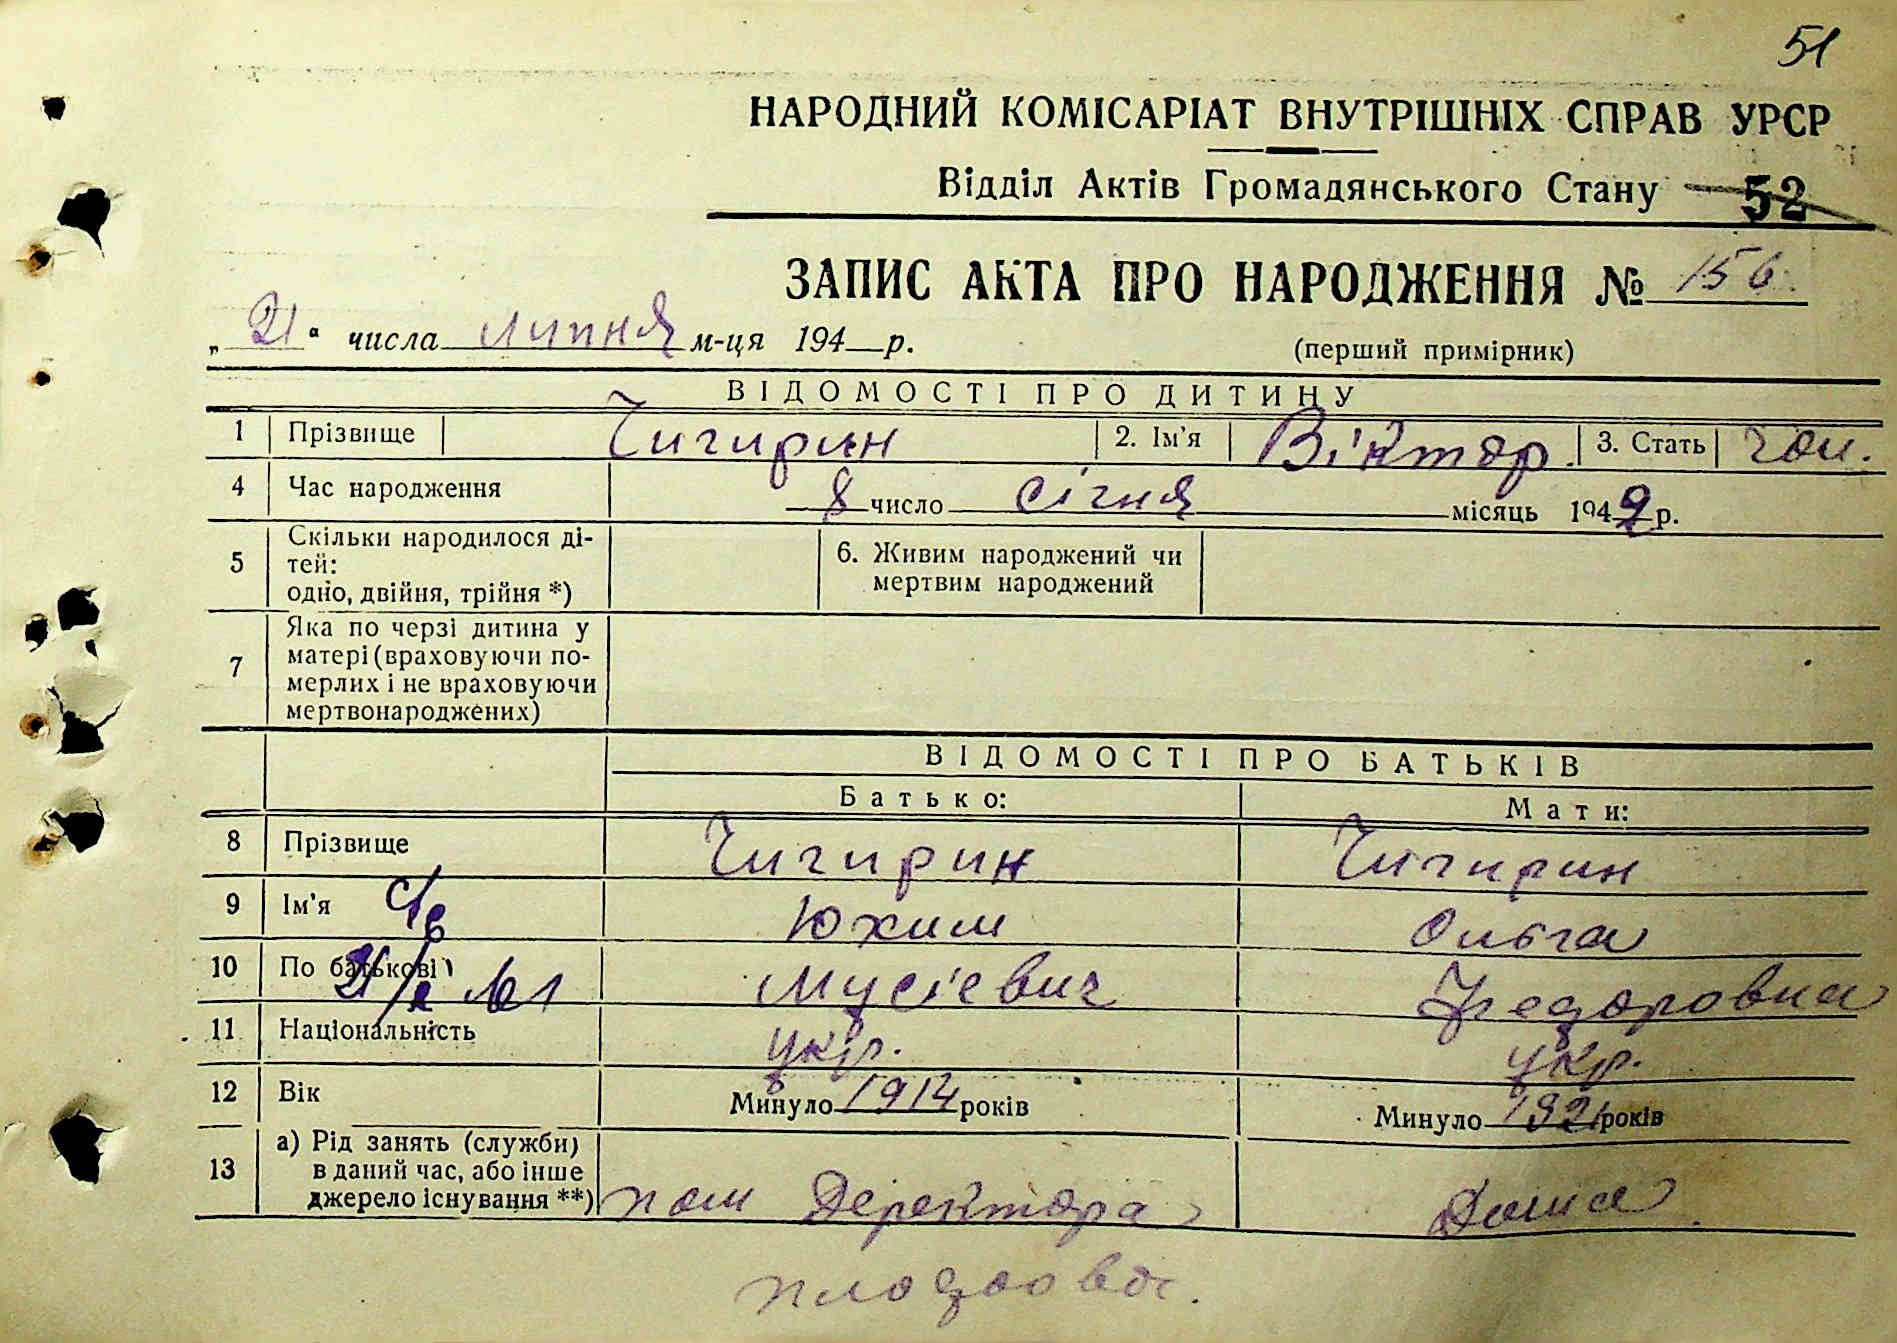 51
НАРОДНИЙ КОМІСАРІАТ ВНУТРІШНІХ СПРАВ УРСР
Відділ Актів Громадянського Стану 52
ЗАПИС АКТА ПРО НАРОДЖЕННЯ № 156
„21“ числа липня м-ця 194 р.
(перший примірник)
ВІДОМОСТІ ПРО ДИТИНУ
1 Прізвище Чигирин 2. Ім'я Віктор. 3. Стать чол.
4 Час народження 8 число січня місяць 1942 р.
5 Скільки народилося ді-
тей:
одно, двійня, трійня *)
6. Живим народжений чи
мертвим народжений
7 Яка по черзі дитина у
матері (враховуючи по-
мерлих і не враховуючи
мертвонароджених)
ВІДОМОСТІ ПРО БАТЬКІВ
Батько: Мати:
8 Прізвище Чигирин Чигирин
9 Ім'я Юхим Ольга
10 По батькові Мусієвич Федоровна
11 Національність укр. укр.
12 Вік Минуло 1914 років Минуло 1921 років
13 а) Рід занять (служби)
в даний час, або інше
джерело існування **)
пом Деректора Дома